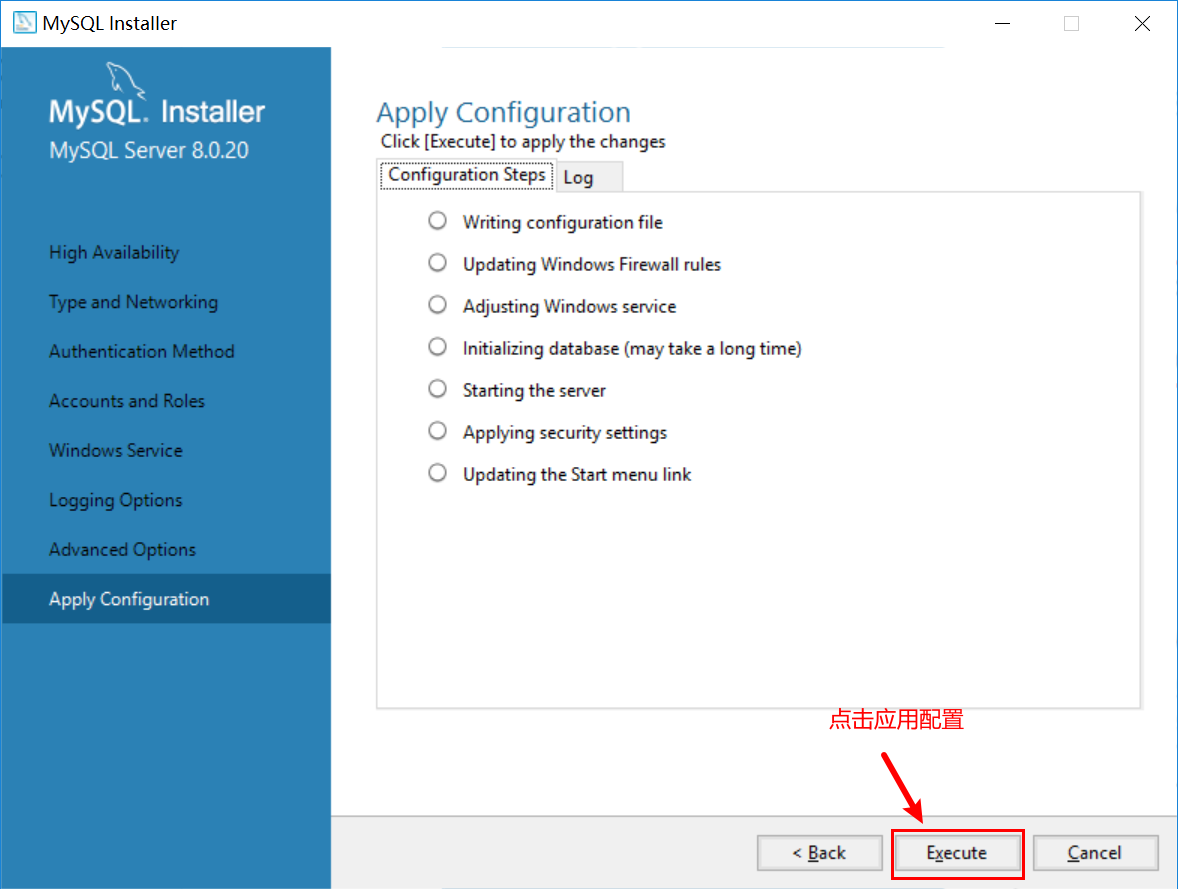 MySQL Installer
MySQL. Installer
MySQL Server 8.0.20
High Availability
Type and Networking
Authentication Method
Accounts and Roles
Windows Service
Logging Options
Advanced Options
Apply Configuration
Apply Configuration
Click [Execute] to apply the changes
Configuration Steps
Log
Writing configuration file
Updating Windows Firewall rules
Adjusting Windows service
Initializing database (may take a long time)
Starting the server
Applying security settings
Updating the Start menu link
点击应用配置
< Back
Execute
Cancel